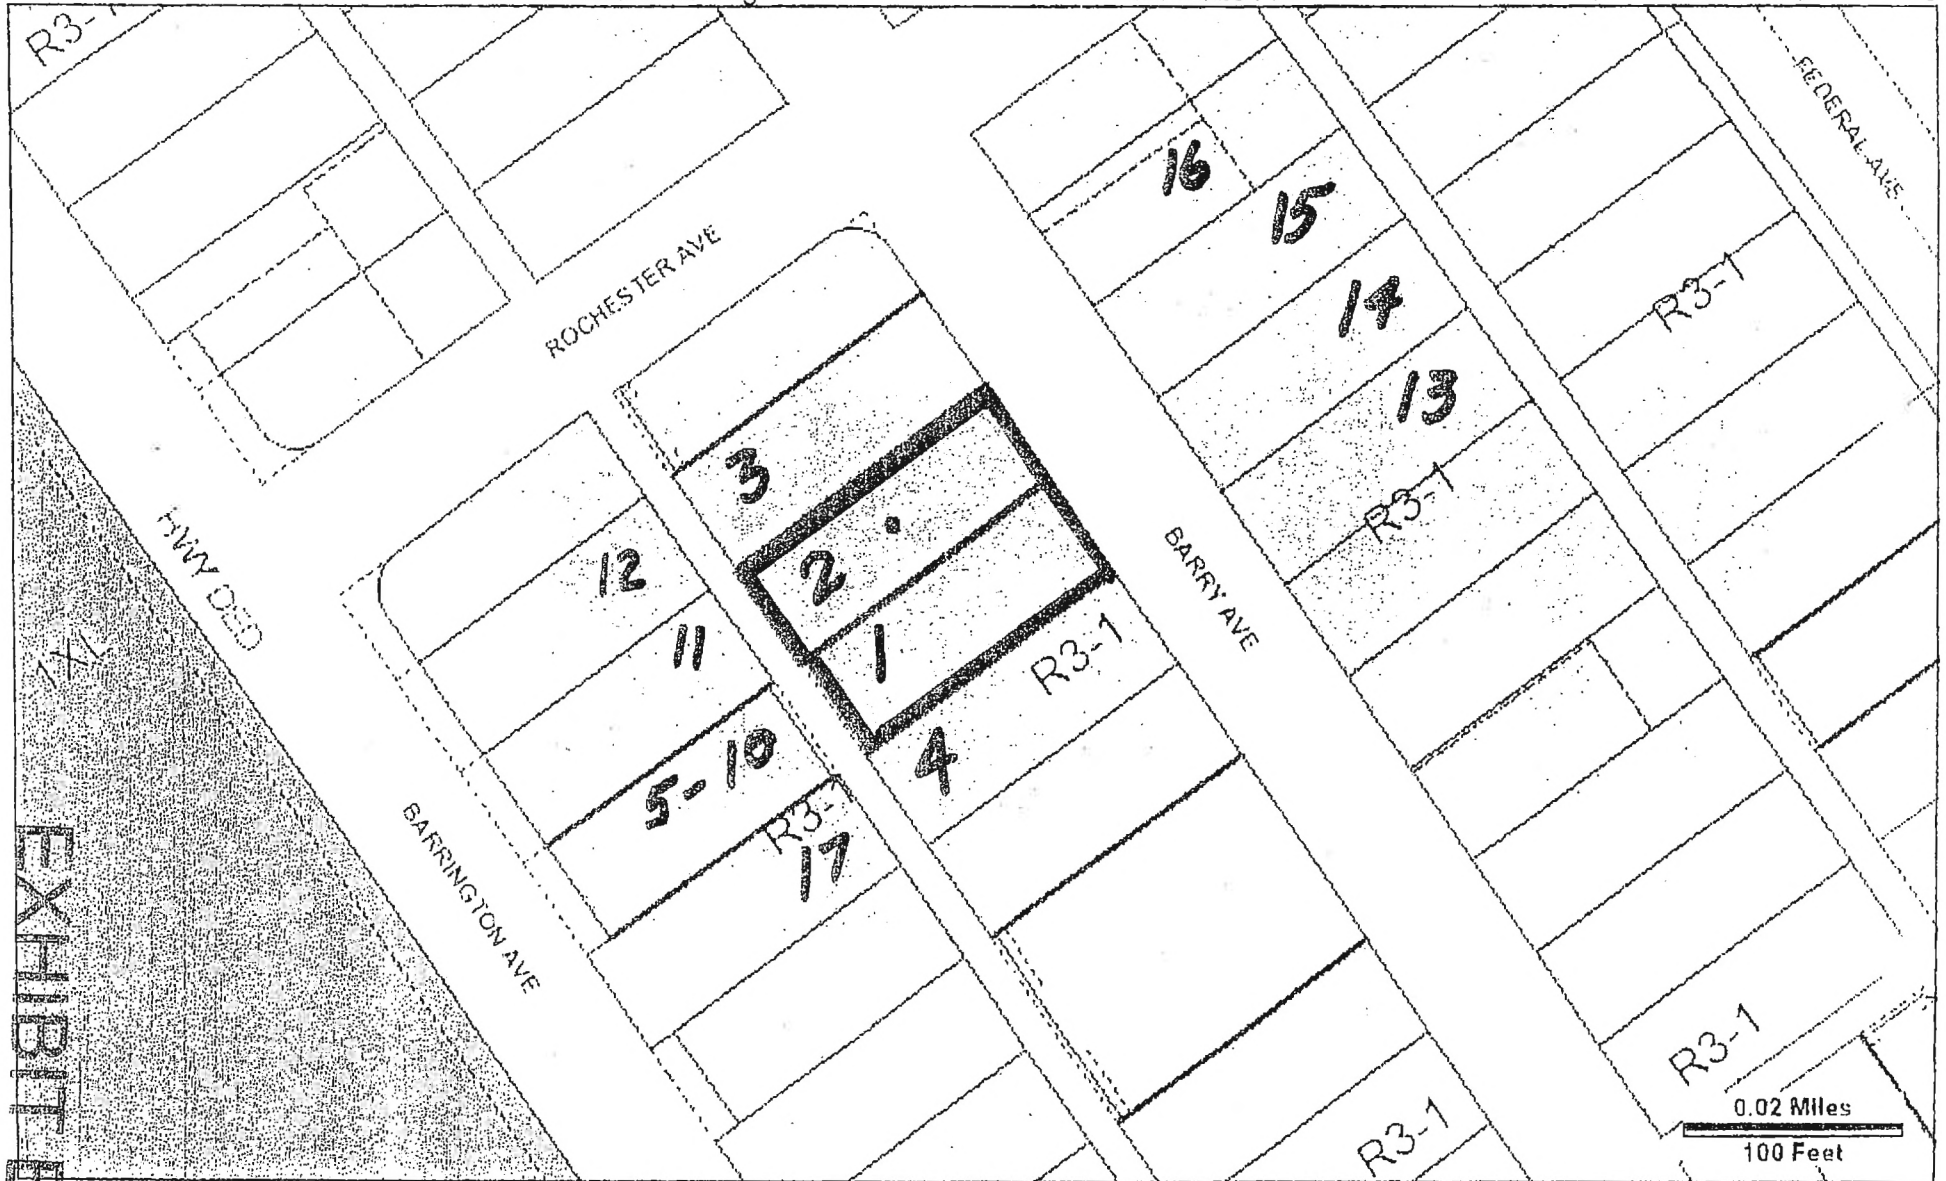 R3-1
FEDERAL AVE
16
15
ROCHESTER AVE
14
R3-1
13
3
R3-1
HWY DED
2
12
BARRY AVE
11
1
R3-1
1XL
4
5-10
R3-1
17
BARRINGTON AVE
EXHIBIT
R3-1
R3-1
0.02 Miles
100 Feet